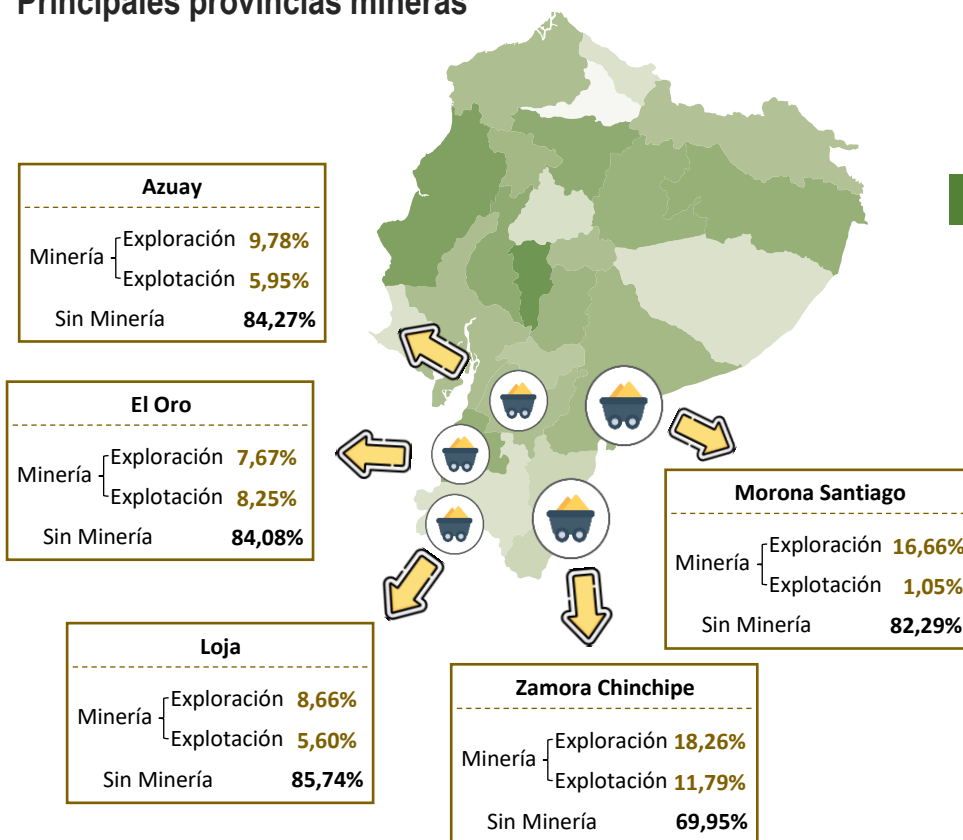 Principales provincias mineras
Azuay
Minería
Exploración 9,78%
Explotación 5,95%
Sin Minería 84,27%
El Oro
Minería
Exploración 7,67%
Explotación 8,25%
Sin Minería 84,08%
Morona Santiago
Minería
Exploración 16,66%
Explotación 1,05%
Sin Minería 82,29%
Loja
Minería
Exploración 8,66%
Explotación 5,60%
Sin Minería 85,74%
Zamora Chinchipe
Minería
Exploración 18,26%
Explotación 11,79%
Sin Minería 69,95%